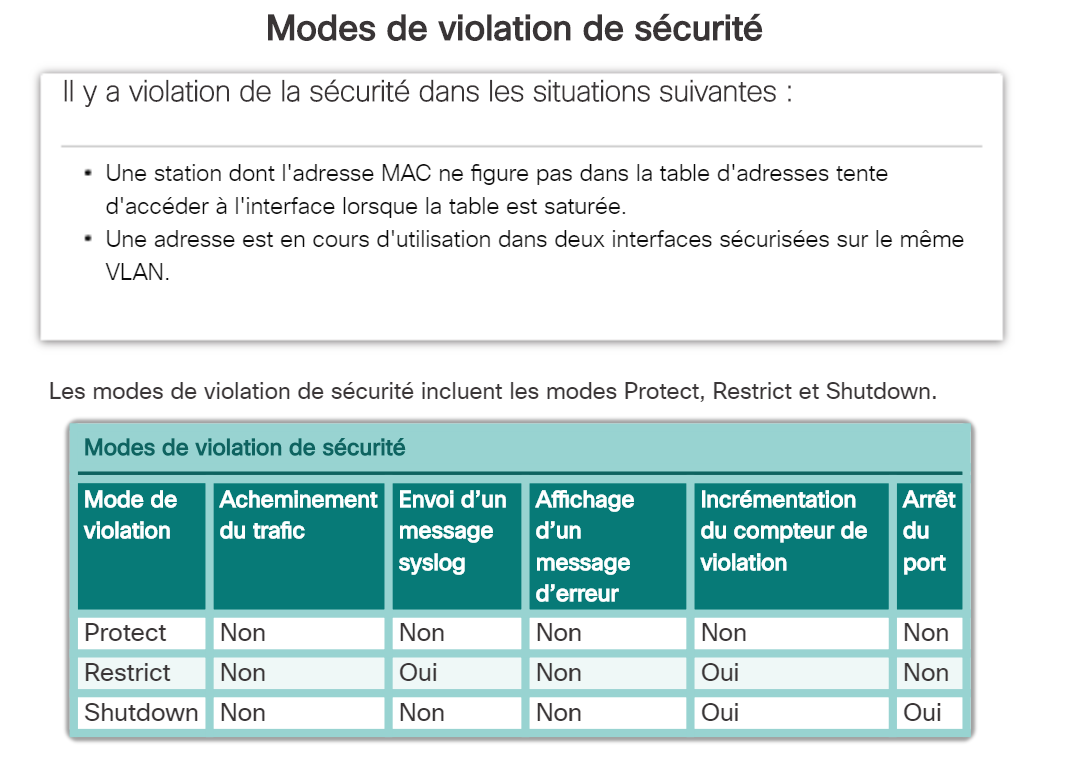 Modes de violation de sécurité
Il y a violation de la sécurité dans les situations suivantes :
• Une station dont l'adresse MAC ne figure pas dans la table d'adresses tente
d'accéder à l'interface lorsque la table est saturée.
• Une adresse est en cours d'utilisation dans deux interfaces sécurisées sur le même
VLAN.
Les modes de violation de sécurité incluent les modes Protect, Restrict et Shutdown.
Modes de violation de sécurité
Mode de violation | Acheminement du trafic | Envoi d’un message syslog | Affichage d’un message d’erreur | Incrémentation du compteur de violation | Arrêt du port
Protect | Non | Non | Non | Non | Non
Restrict | Non | Oui | Non | Oui | Non
Shutdown | Non | Non | Non | Oui | Oui